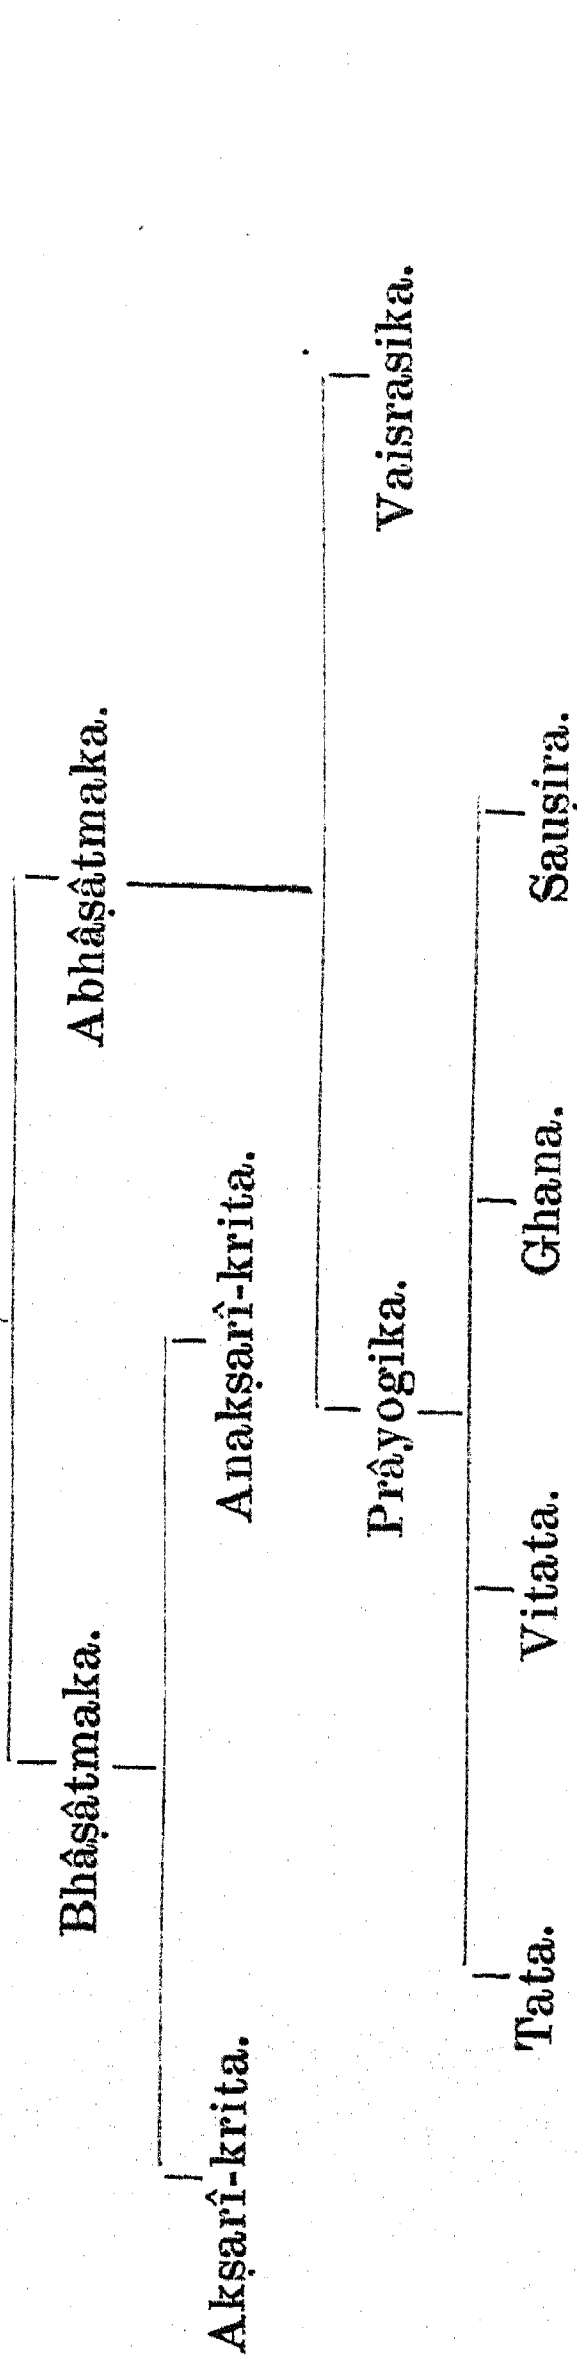 Bhâṣâtmaka. Abhâṣâtmaka.
Akṣarî-krita. Anakṣarî-krita.
Prâyogika. Vaisrasika.
Tata. Vitata. Ghana. Sauṣira.